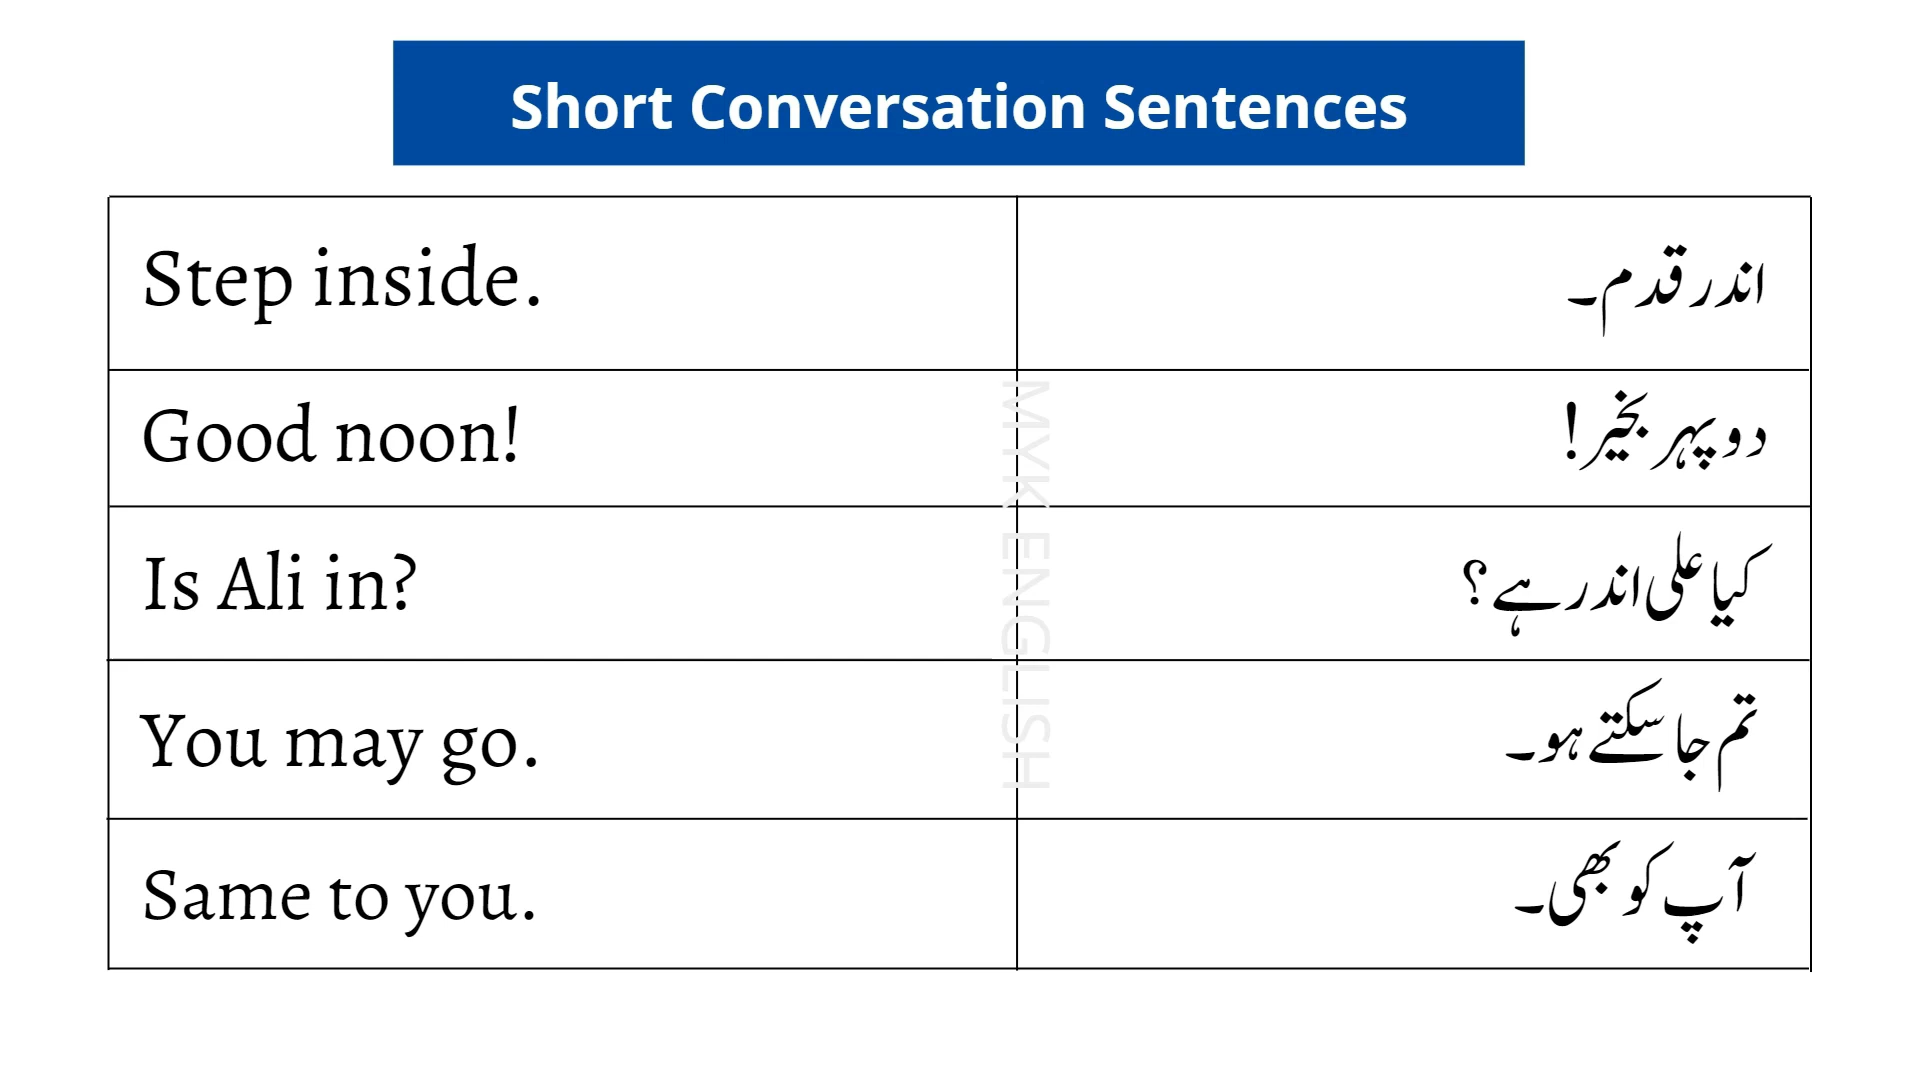 Short Conversation Sentences
Step inside.
اندر قدم۔
Good noon!
دوپہر بخیر!
Is Ali in?
کیا علی اندر ہے؟
You may go.
تم جا سکتے ہو۔
Same to you.
آپ کو بھی۔
MYK ENGLISH